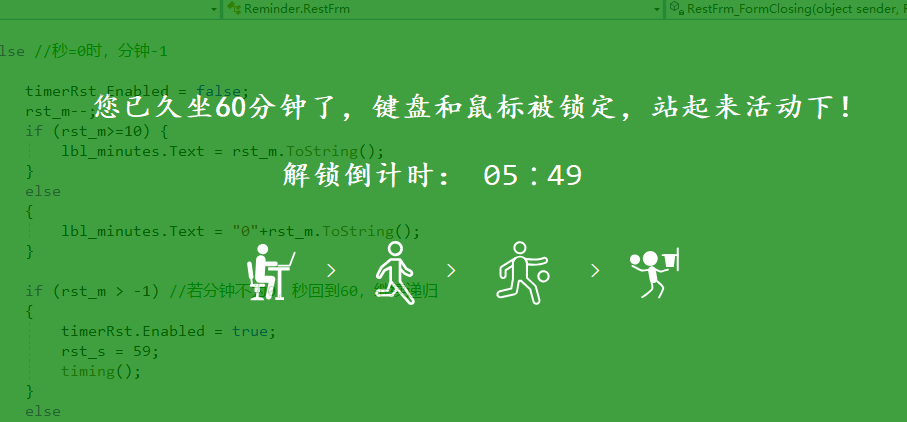 Reminder.RestFrm
RestFrm_FormClosing(object sender, F
lse //秒=0时，分钟-1
timerRst.Enabled = false;
您已久坐60分钟了，键盘和鼠标被锁定，站起来活动下！
rst_m--;
if (rst_m>=10) {
lbl_minutes.Text = rst_m.ToString();
}
解锁倒计时： 05：49
else
{
lbl_minutes.Text = "0"+rst_m.ToString();
}
> > >
if (rst_m > -1) //若分钟不 秒回到60， 递归
{
timerRst.Enabled = true;
rst_s = 59;
timing();
}
else